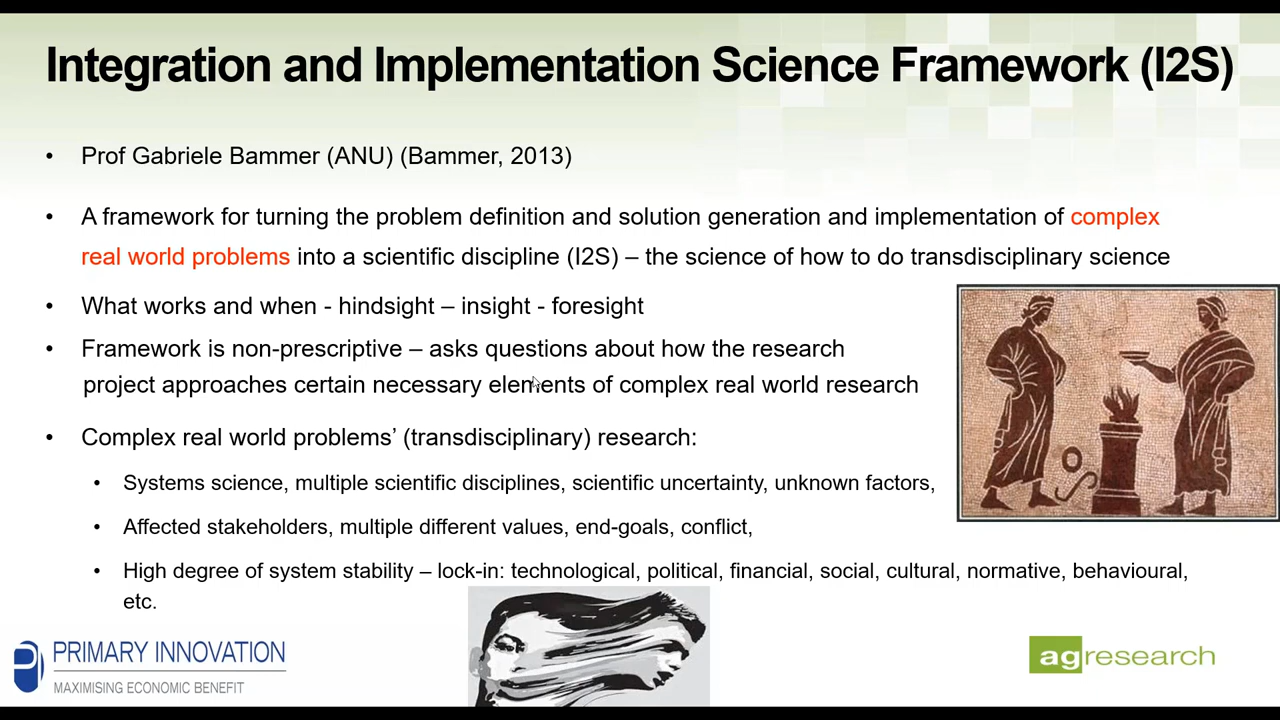 Integration and Implementation Science Framework (I2S)
• Prof Gabriele Bammer (ANU) (Bammer, 2013)
• A framework for turning the problem definition and solution generation and implementation of complex
real world problems into a scientific discipline (I2S) – the science of how to do transdisciplinary science
• What works and when - hindsight – insight - foresight
• Framework is non-prescriptive – asks questions about how the research
project approaches certain necessary elements of complex real world research
• Complex real world problems’ (transdisciplinary) research:
• Systems science, multiple scientific disciplines, scientific uncertainty, unknown factors,
• Affected stakeholders, multiple different values, end-goals, conflict,
• High degree of system stability – lock-in: technological, political, financial, social, cultural, normative, behavioural,
etc.
PRIMARY INNOVATION
MAXIMISING ECONOMIC BENEFIT
agresearch